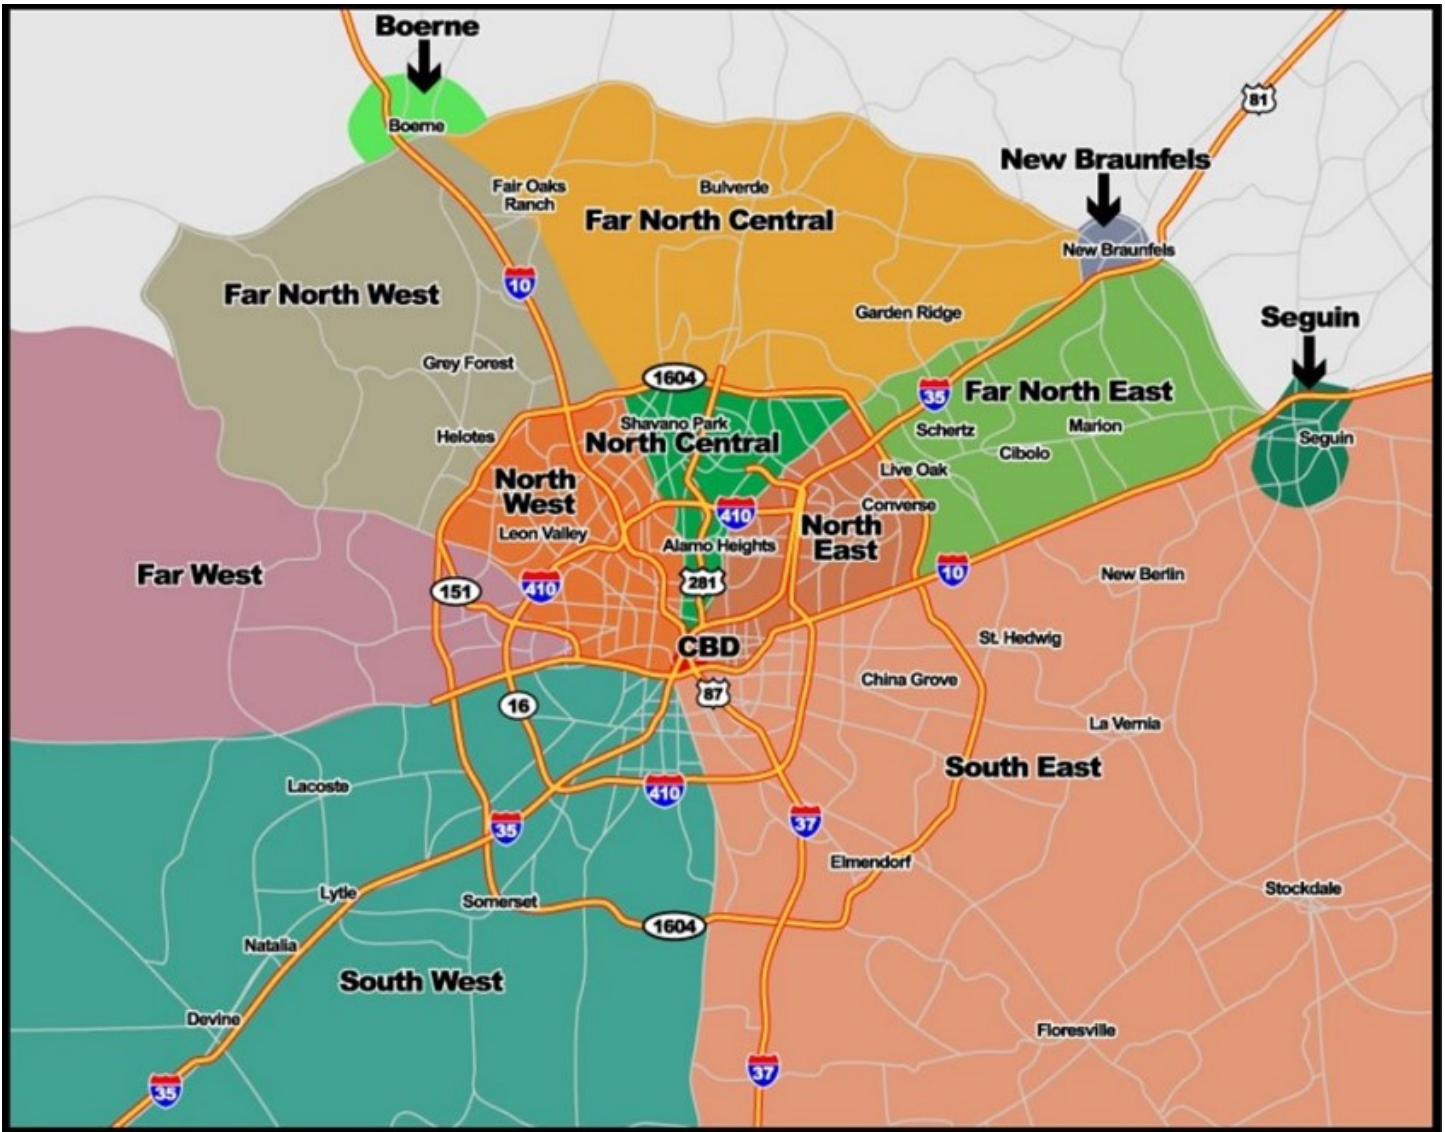 Boerne
Boerne
81
New Braunfels
New Braunfels
Fair Oaks
Ranch
Bulverde
Far North Central
10
Far North West
Garden Ridge
Seguin
Grey Forest
1604
35
Far North East
Shavano Park
North Central
Schertz
Marion
Seguin
Helotes
Cibolo
Live Oak
North
West
410
Converse
Leon Valley
North
East
Alamo Heights
Far West
151
410
281
10
New Berlin
CBD
St. Hedwig
China Grove
87
16
La Vernia
South East
Lacoste
410
35
37
Elmendorf
Lytle
Somerset
Stockdale
1604
Natalia
South West
Devine
Floresville
37
35